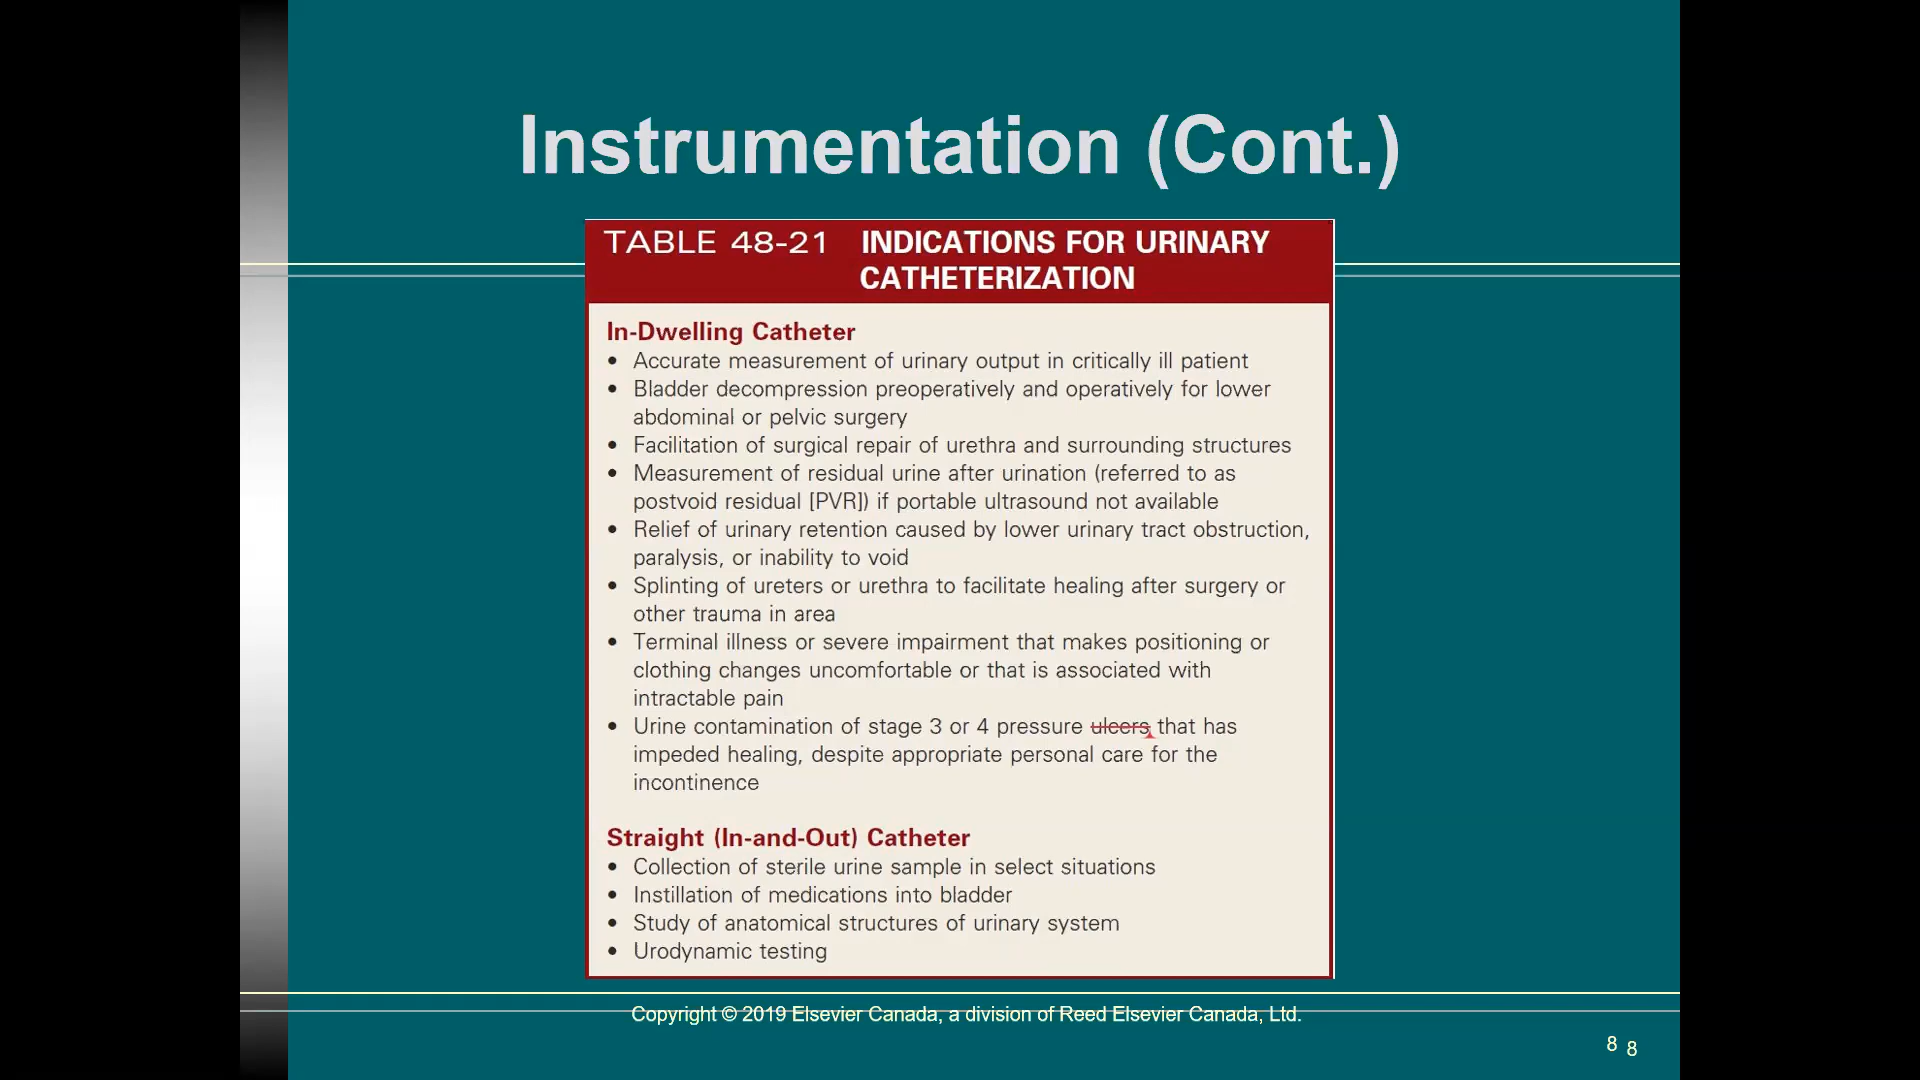 Instrumentation (Cont.)
TABLE 48-21 INDICATIONS FOR URINARY
CATHETERIZATION
In-Dwelling Catheter
• Accurate measurement of urinary output in critically ill patient
• Bladder decompression preoperatively and operatively for lower
abdominal or pelvic surgery
• Facilitation of surgical repair of urethra and surrounding structures
• Measurement of residual urine after urination (referred to as
postvoid residual [PVR]) if portable ultrasound not available
• Relief of urinary retention caused by lower urinary tract obstruction,
paralysis, or inability to void
• Splinting of ureters or urethra to facilitate healing after surgery or
other trauma in area
• Terminal illness or severe impairment that makes positioning or
clothing changes uncomfortable or that is associated with
intractable pain
• Urine contamination of stage 3 or 4 pressure ulcers that has
impeded healing, despite appropriate personal care for the
incontinence
Straight (In-and-Out) Catheter
• Collection of sterile urine sample in select situations
• Instillation of medications into bladder
• Study of anatomical structures of urinary system
• Urodynamic testing
Copyright © 2019 Elsevier Canada, a division of Reed Elsevier Canada, Ltd.
8 8